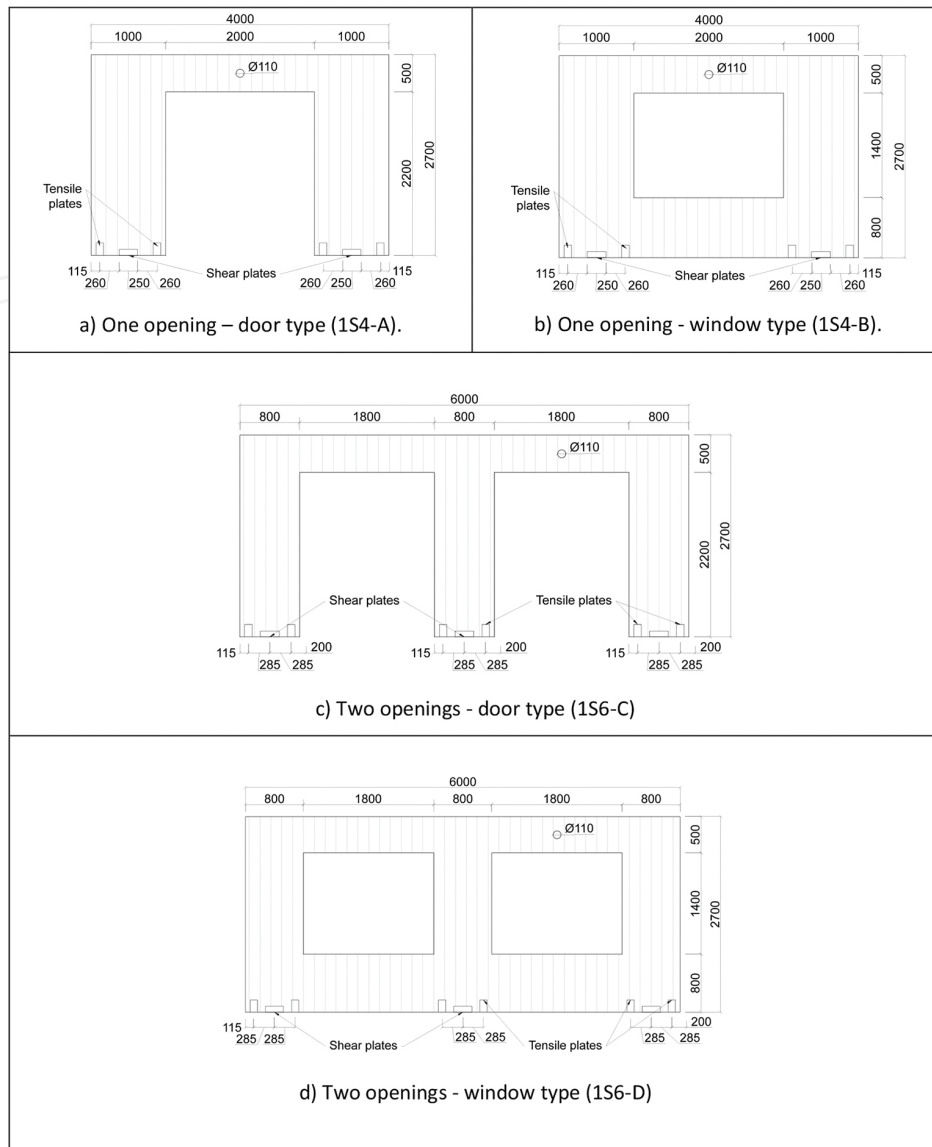 4000
1000 2000 1000
Ø110
500
2200
2700
Tensile
plates
115
260
250
260
Shear plates
260
250
260
115
a) One opening – door type (1S4-A).
4000
1000 2000 1000
Ø110
500
1400
800
2700
Tensile
plates
115
260
250
260
Shear plates
260
250
260
115
b) One opening - window type (1S4-B).
6000
800 1800 800 1800 800
Ø110
500
2200
2700
Shear plates
Tensile plates
115
285
285
200
115
285
285
200
115
285
285
200
c) Two openings - door type (1S6-C)
6000
800 1800 800 1800 800
Ø110
500
1400
800
2700
115
285
285
Shear plates
285
285
Tensile plates
285
285
200
d) Two openings - window type (1S6-D)